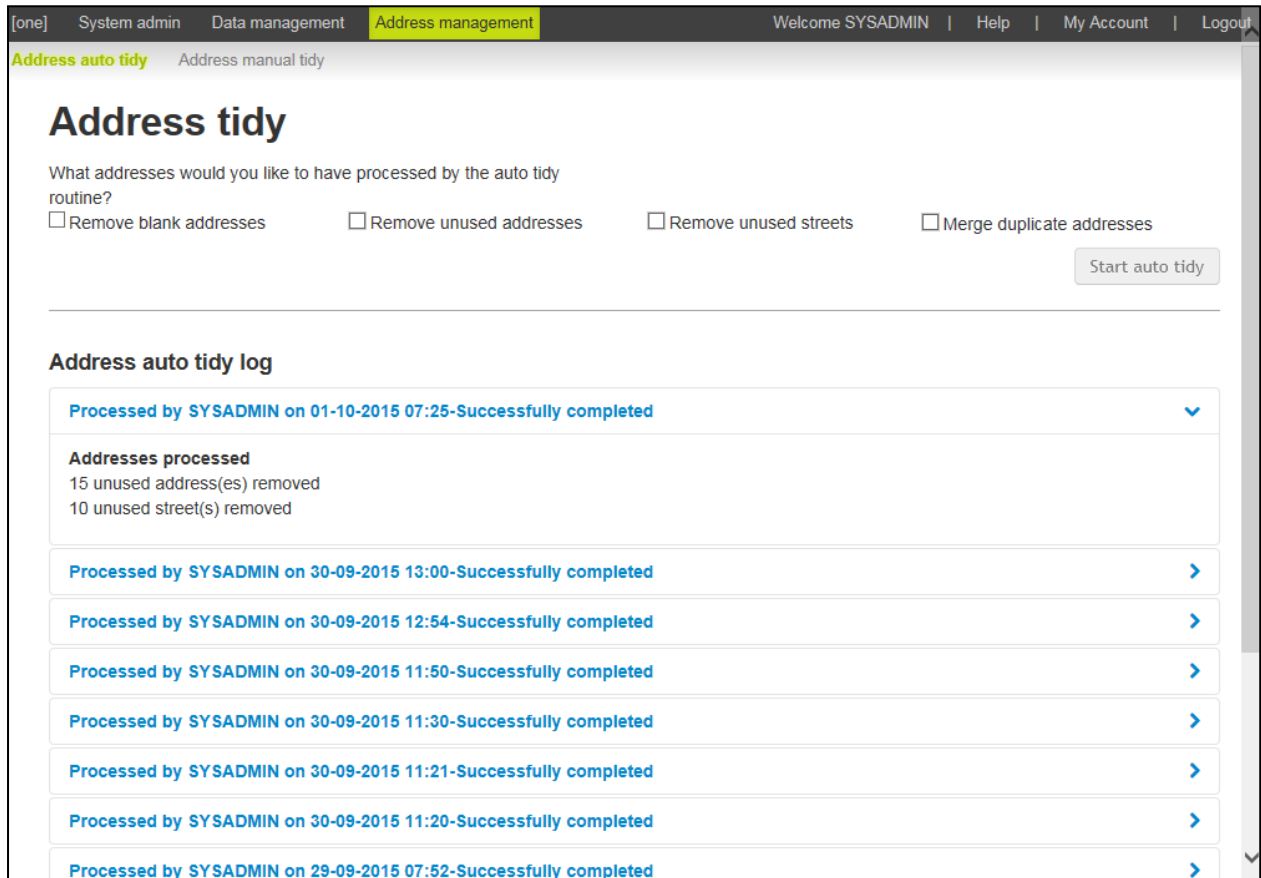 [one] System admin Data management Address management Welcome SYSADMIN | Help | My Account | Logout
Address auto tidy Address manual tidy
Address tidy
What addresses would you like to have processed by the auto tidy
routine?
Remove blank addresses Remove unused addresses Remove unused streets Merge duplicate addresses
Start auto tidy
Address auto tidy log
Processed by SYSADMIN on 01-10-2015 07:25-Successfully completed
Addresses processed
15 unused address(es) removed
10 unused street(s) removed
Processed by SYSADMIN on 30-09-2015 13:00-Successfully completed
Processed by SYSADMIN on 30-09-2015 12:54-Successfully completed
Processed by SYSADMIN on 30-09-2015 11:50-Successfully completed
Processed by SYSADMIN on 30-09-2015 11:30-Successfully completed
Processed by SYSADMIN on 30-09-2015 11:21-Successfully completed
Processed by SYSADMIN on 30-09-2015 11:20-Successfully completed
Processed by SYSADMIN on 29-09-2015 07:52-Successfully completed